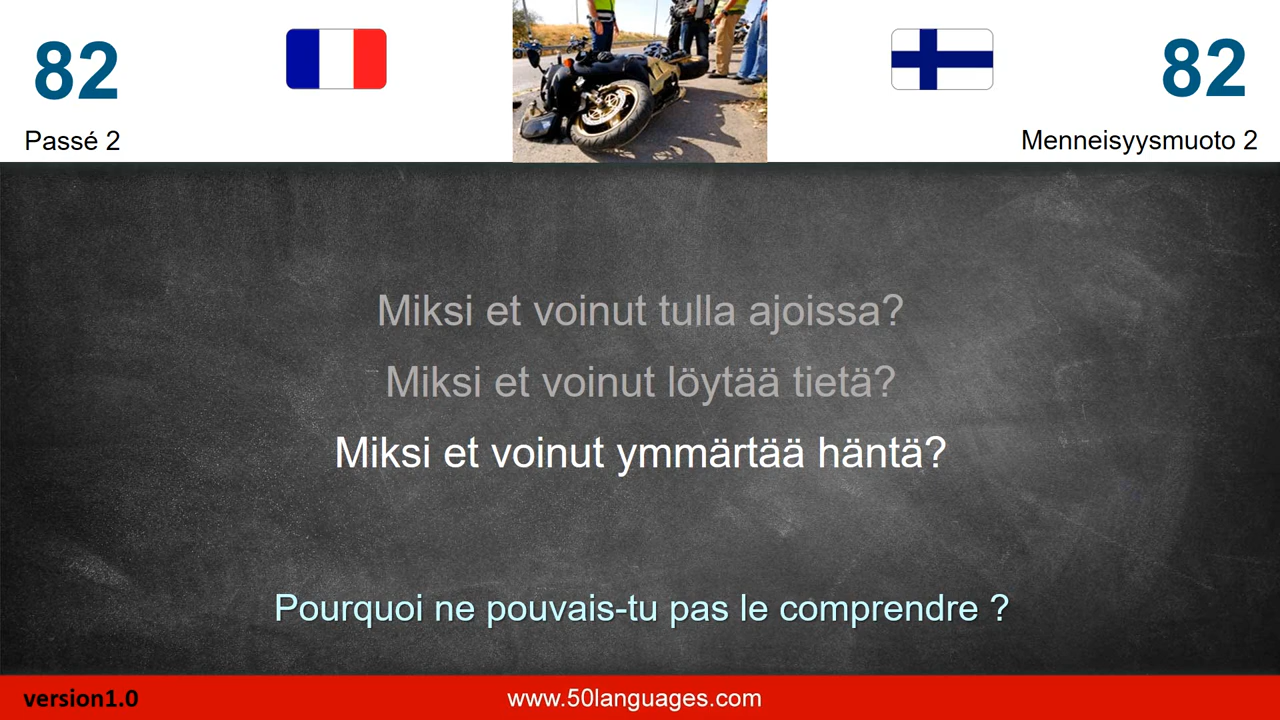 82
82
Passé 2
Menneisyysmuoto 2
Miksi et voinut tulla ajoissa?
Miksi et voinut löytää tietä?
Miksi et voinut ymmärtää häntä?
Pourquoi ne pouvais-tu pas le comprendre ?
version1.0
www.50languages.com